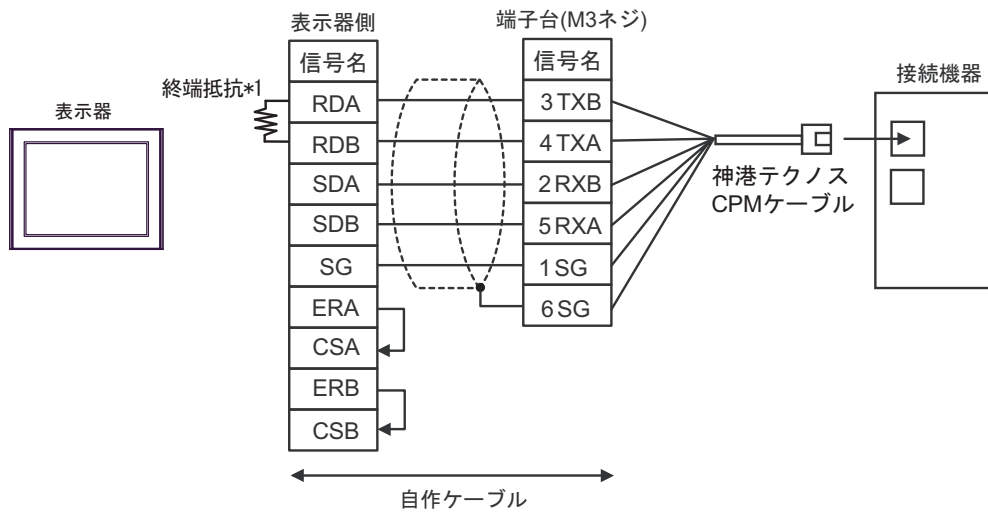 表示器
終端抵抗*1
表示器側
信号名
RDA
RDB
SDA
SDB
SG
ERA
CSA
ERB
CSB
端子台(M3ネジ)
信号名
3 TXB
4 TXA
2 RXB
5 RXA
1 SG
6 SG
神港テクノス
CPMケーブル
接続機器
自作ケーブル